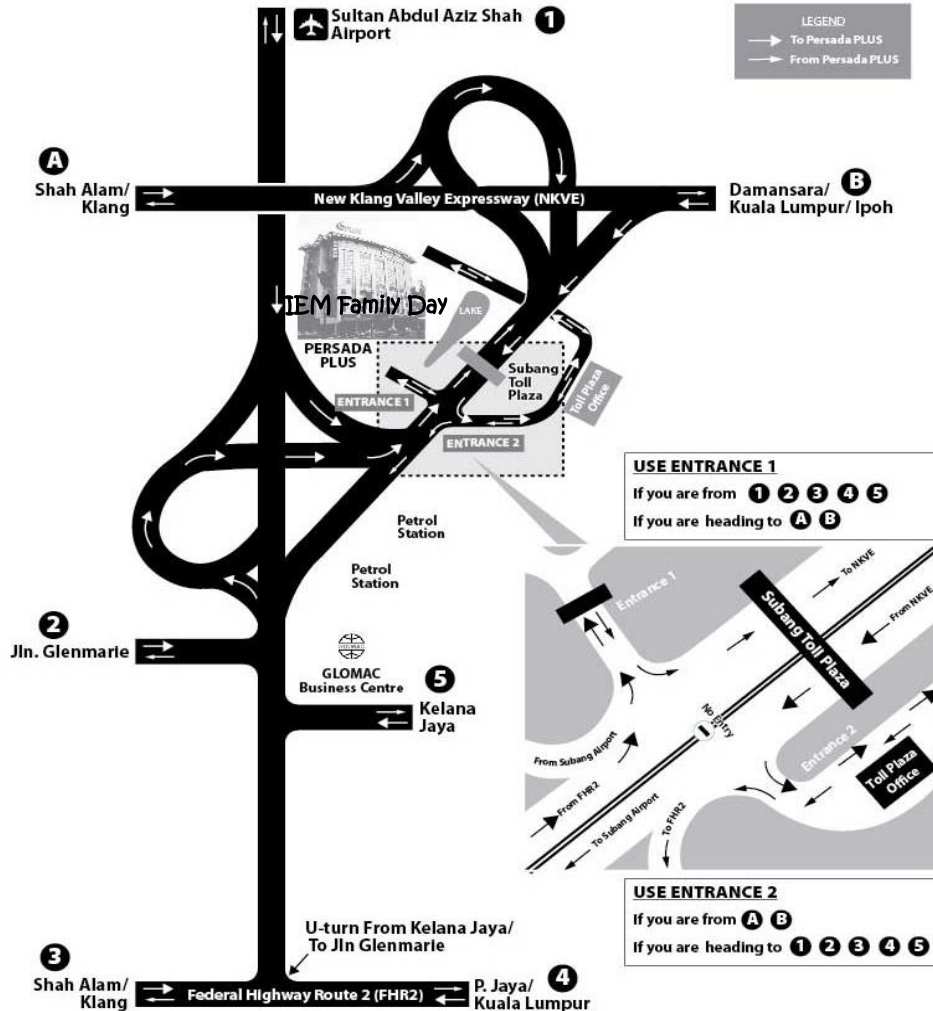 Sultan Abdul Aziz Shah
Airport
1
LEGEND
To Persada PLUS
From Persada PLUS
A
Shah Alam/
Klang
New Klang Valley Expressway (NKVE)
B
Damansara/
Kuala Lumpur/ Ipoh
IEM Family Day
LAKE
PERSADA
PLUS
Subang
Toll
Plaza
Toll Plaza
Office
ENTRANCE 1
ENTRANCE 2
USE ENTRANCE 1
If you are from 1 2 3 4 5
If you are heading to A B
Petrol
Station
Petrol
Station
2
Jln. Glenmarie
GLOMAC
Business Centre
5
Kelana
Jaya
Entrance 1
To NKVE
From NKVE
Subang Toll Plaza
No Entry
Entrance 2
Toll Plaza
Office
From Subang Airport
From FHR2
To Subang Airport
To FHR2
USE ENTRANCE 2
If you are from A B
If you are heading to 1 2 3 4 5
U-turn From Kelana Jaya/
To Jln Glenmarie
3
Shah Alam/
Klang
Federal Highway Route 2 (FHR2)
4
P. Jaya/
Kuala Lumpur